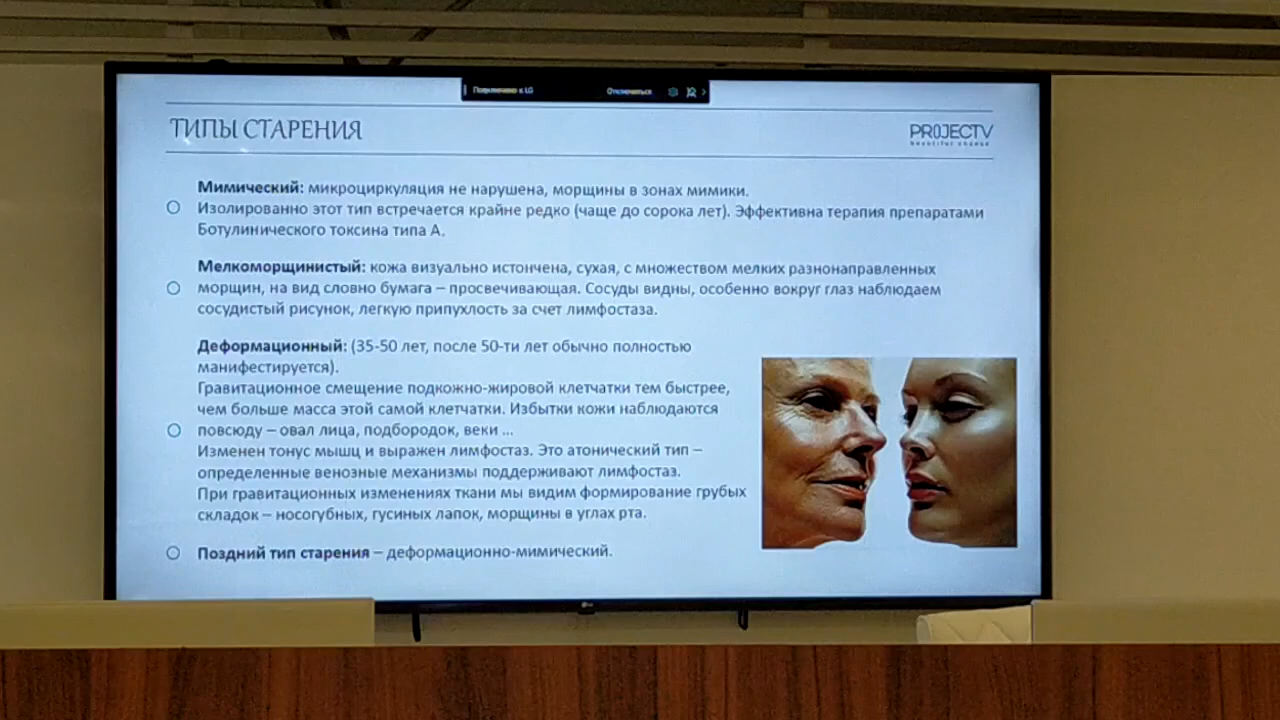 Подключено к LG
Отключиться
ТИПЫ СТАРЕНИЯ
PROJECTV
beautiful change
Мимический: микроциркуляция не нарушена, морщины в зонах мимики.
Изолированно этот тип встречается крайне редко (чаще до сорока лет). Эффективна терапия препаратами
Ботулинического токсина типа А.
Мелкоморщинистый: кожа визуально истончена, сухая, с множеством мелких разнонаправленных
морщин, на вид словно бумага – просвечивающая. Сосуды видны, особенно вокруг глаз наблюдаем
сосудистый рисунок, легкую припухлость за счет лимфостаза.
Деформационный: (35-50 лет, после 50-ти лет обычно полностью
манифестируется).
Гравитационное смещение подкожно-жировой клетчатки тем быстрее,
чем больше масса этой самой клетчатки. Избытки кожи наблюдаются
повсюду – овал лица, подбородок, веки ...
Изменен тонус мышц и выражен лимфостаз. Это атонический тип –
определенные венозные механизмы поддерживают лимфостаз.
При гравитационных изменениях ткани мы видим формирование грубых
складок – носогубных, гусиных лапок, морщины в углах рта.
Поздний тип старения – деформационно-мимический.
LG